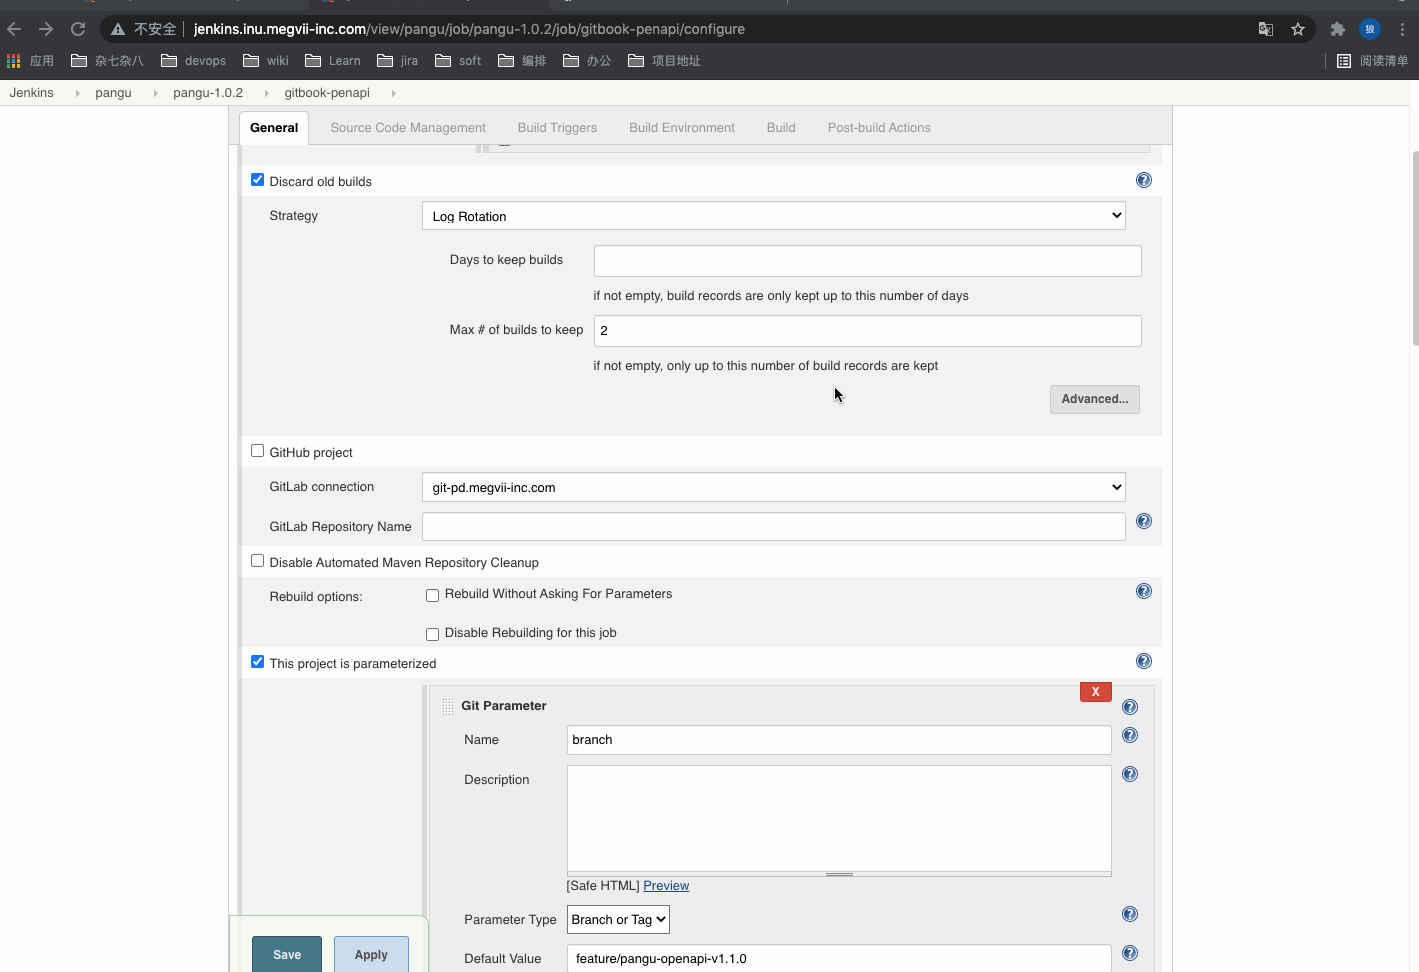 不安全 jenkins.inu.megvii-inc.com/view/pangu/job/pangu-1.0.2/job/gitbook-penapi/configure 狼
应用 杂七杂八 devops wiki Learn jira soft 编排 办公 项目地址 阅读清单
Jenkins pangu pangu-1.0.2 gitbook-penapi
General Source Code Management Build Triggers Build Environment Build Post-build Actions
Discard old builds
Strategy Log Rotation
Days to keep builds
if not empty, build records are only kept up to this number of days
Max # of builds to keep 2
if not empty, only up to this number of build records are kept
Advanced...
GitHub project
GitLab connection git-pd.megvii-inc.com
GitLab Repository Name
Disable Automated Maven Repository Cleanup
Rebuild options: Rebuild Without Asking For Parameters
Disable Rebuilding for this job
This project is parameterized
X
Git Parameter
Name branch
Description
[Safe HTML] Preview
Parameter Type Branch or Tag
Save Apply Default Value feature/pangu-openapi-v1.1.0